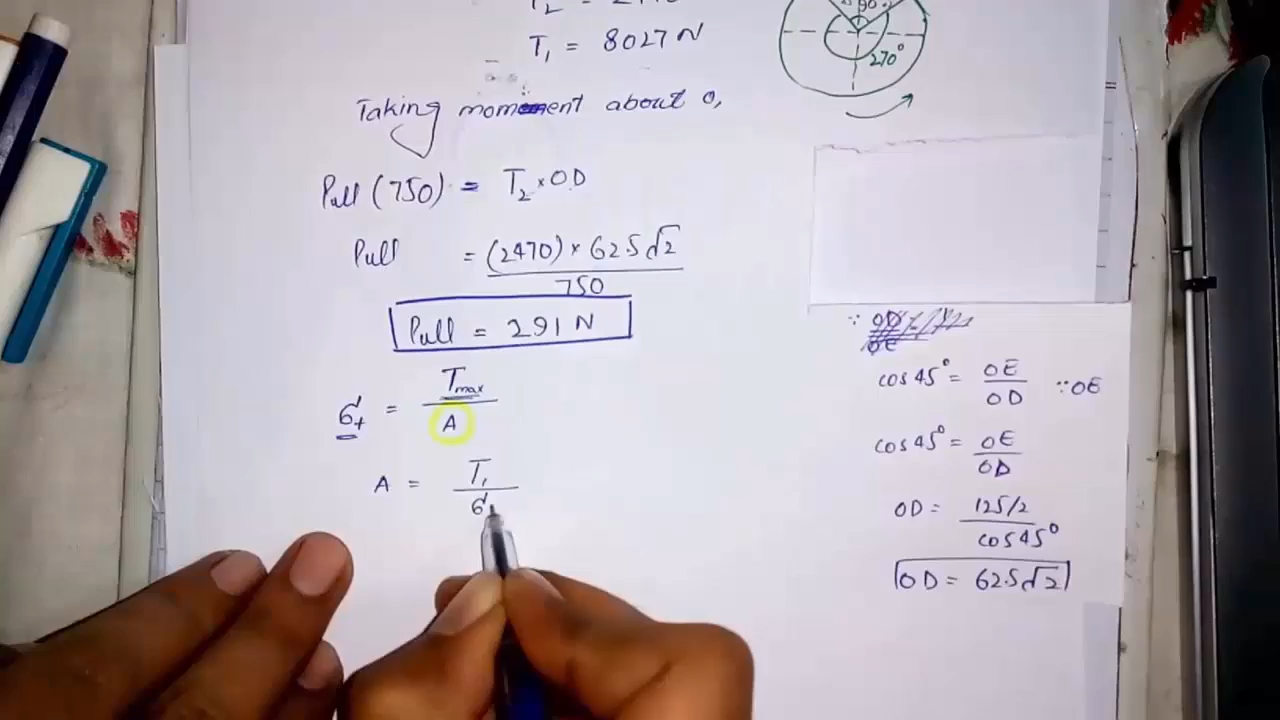 T₁ = 8027 N
90°
270°
Taking moment about O,
Pull (750) = T₂ × OD
Pull = (2470) × 62.5√2
750
Pull = 291 N
σt = Tmax
A
A = T₁
σ
∵
OE
cos 45° = OE ∵ OE
OD
cos 45° = OE
OD
OD = 125/2
cos 45°
OD = 62.5√2